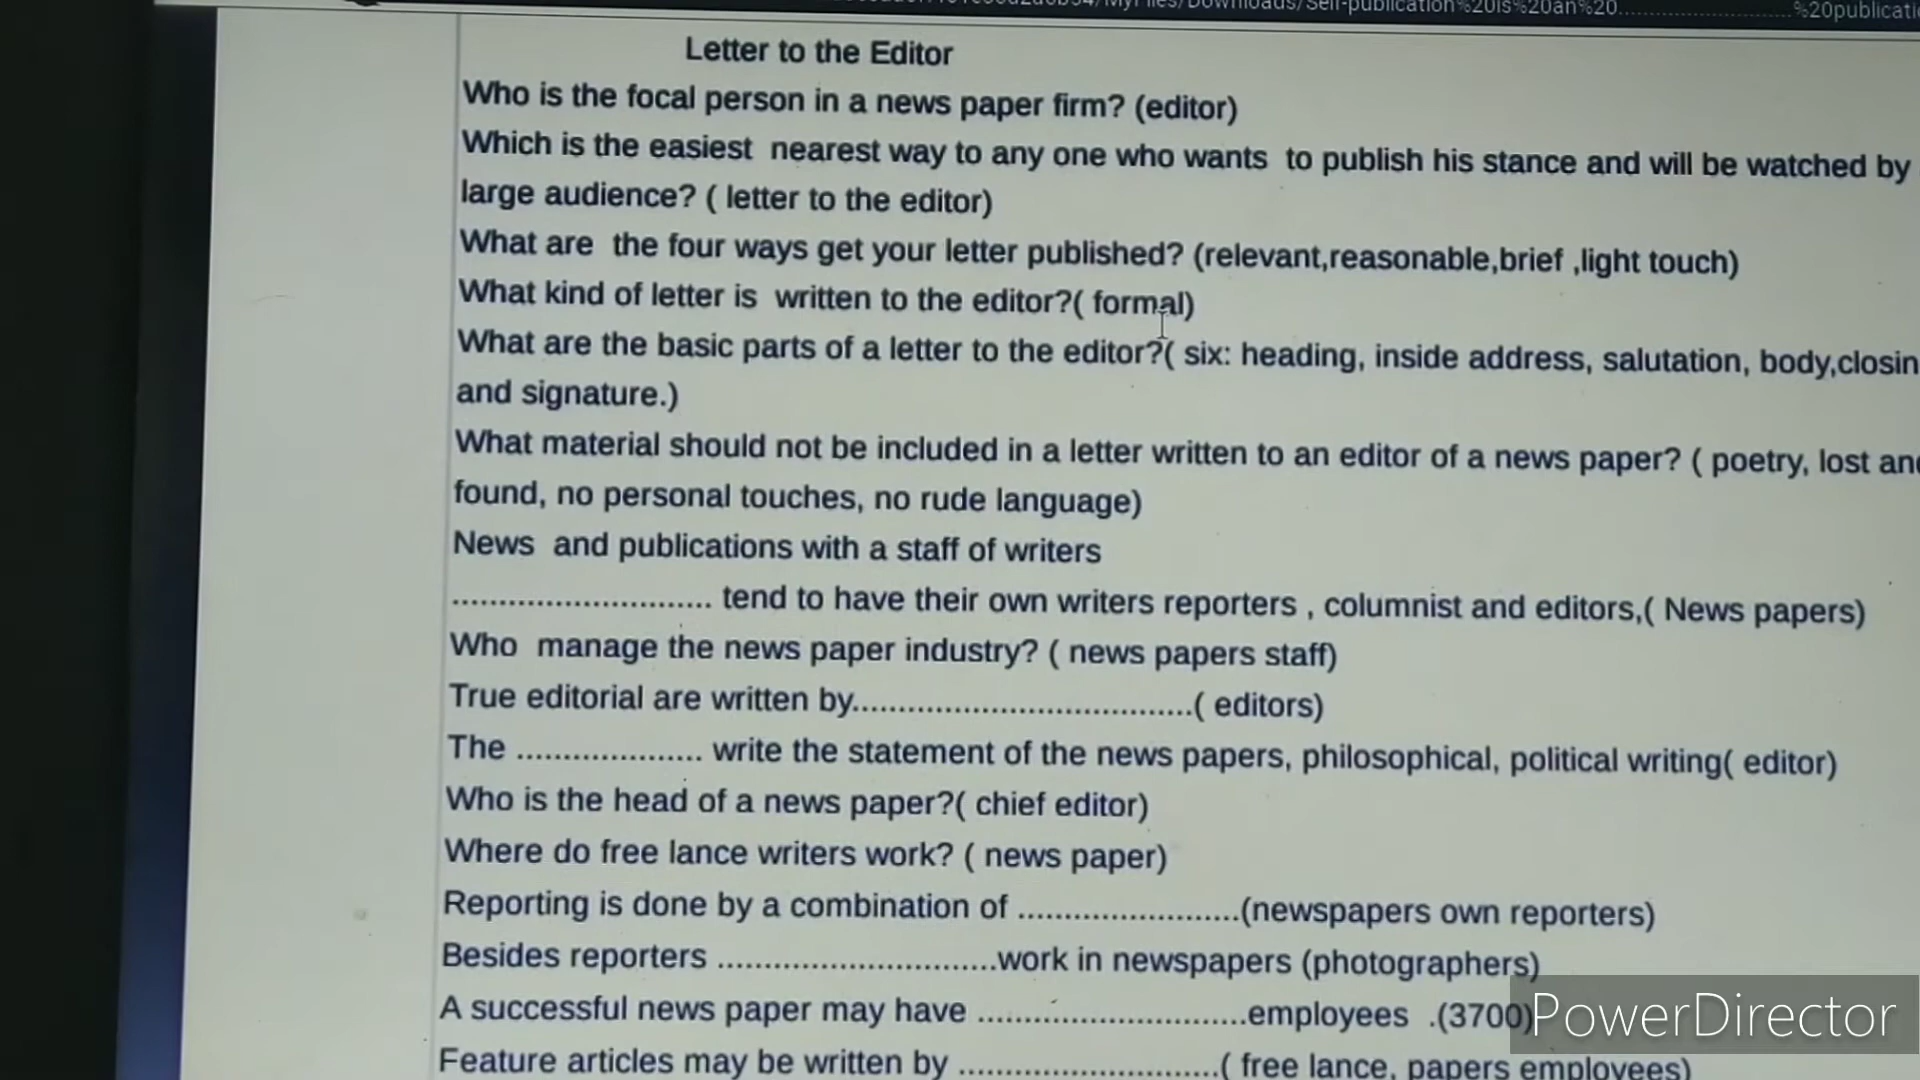 /MyFiles/Downloads/Self-publication%20is%20an%20......................%20publicati
Letter to the Editor
Who is the focal person in a news paper firm? (editor)
Which is the easiest  nearest way to any one who wants  to publish his stance and will be watched by
large audience? ( letter to the editor)
What are  the four ways get your letter published? (relevant,reasonable,brief ,light touch)
What kind of letter is  written to the editor?( formal)
What are the basic parts of a letter to the editor?( six: heading, inside address, salutation, body,closin
and signature.)
What material should not be included in a letter written to an editor of a news paper? ( poetry, lost and
found, no personal touches, no rude language)
News  and publications with a staff of writers
............................ tend to have their own writers reporters , columnist and editors,( News papers)
Who  manage the news paper industry? ( news papers staff)
True editorial are written by.....................................( editors)
The .................... write the statement of the news papers, philosophical, political writing( editor)
Who is the head of a news paper?( chief editor)
Where do free lance writers work? ( news paper)
Reporting is done by a combination of ........................(newspapers own reporters)
Besides reporters ..............................work in newspapers (photographers)
A successful news paper may have .............................employees  .(3700)
Feature articles may be written by ............................( free lance, papers employees)
PowerDirector